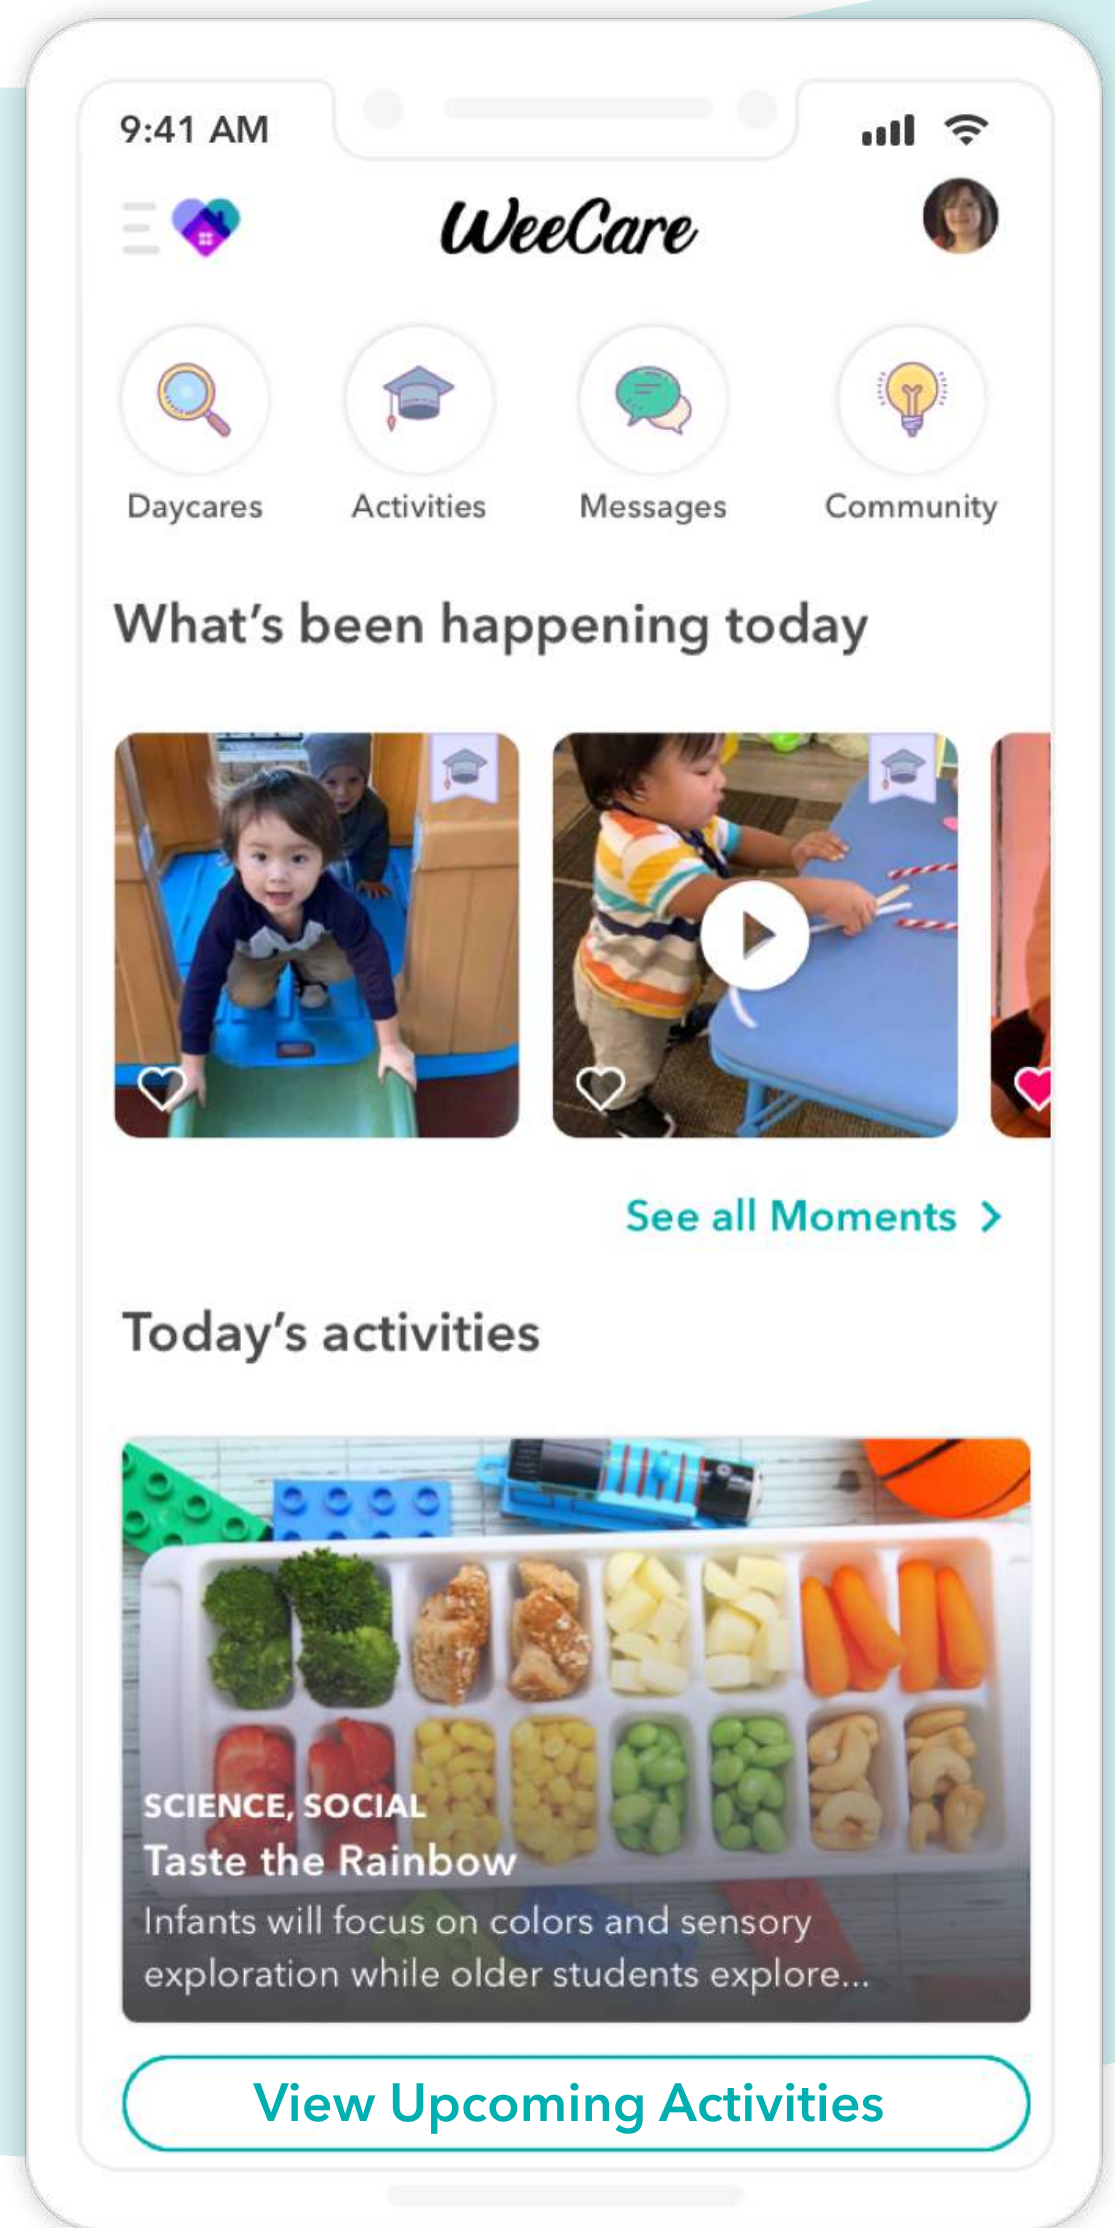 9:41 AM
WeeCare
Daycares
Activities
Messages
Community
What's been happening today
See all Moments >
Today's activities
SCIENCE, SOCIAL
Taste the Rainbow
Infants will focus on colors and sensory
exploration while older students explore...
View Upcoming Activities